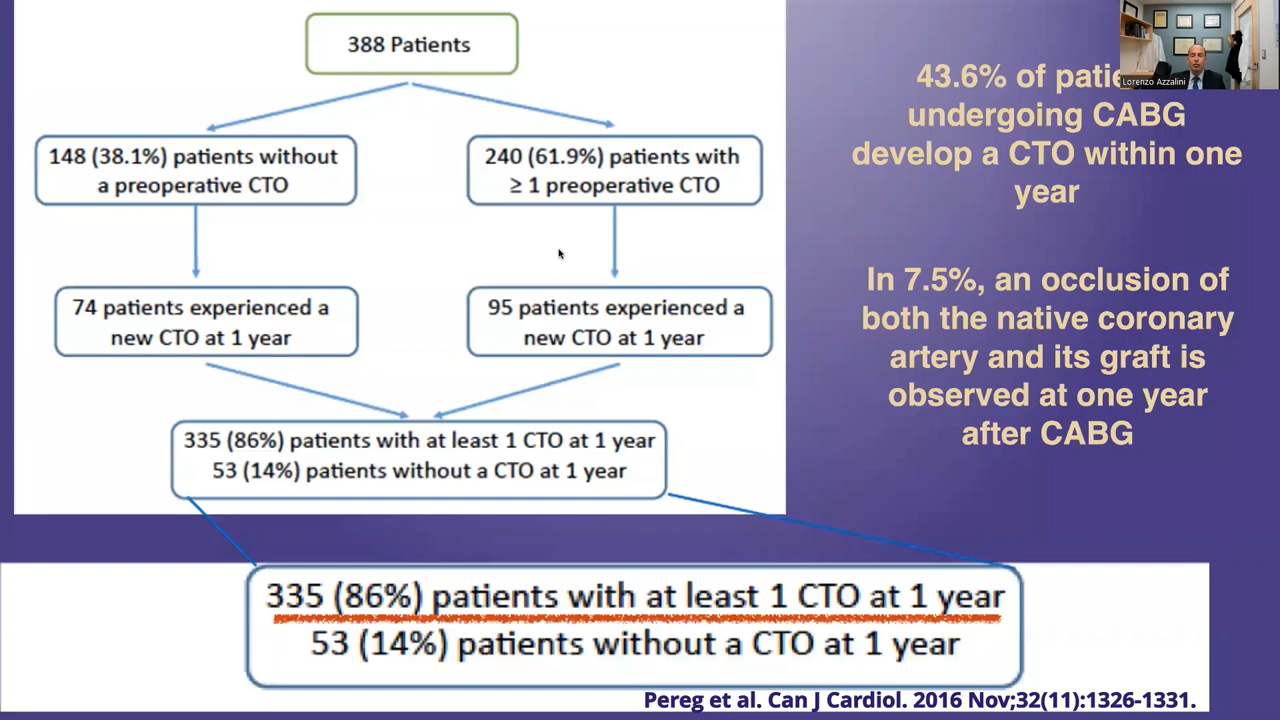 388 Patients
148 (38.1%) patients without
a preoperative CTO
240 (61.9%) patients with
≥ 1 preoperative CTO
74 patients experienced a
new CTO at 1 year
95 patients experienced a
new CTO at 1 year
335 (86%) patients with at least 1 CTO at 1 year
53 (14%) patients without a CTO at 1 year
335 (86%) patients with at least 1 CTO at 1 year
53 (14%) patients without a CTO at 1 year
Pereg et al. Can J Cardiol. 2016 Nov;32(11):1326-1331.
43.6% of patie
undergoing CABG
develop a CTO within one
year
In 7.5%, an occlusion of
both the native coronary
artery and its graft is
observed at one year
after CABG
Lorenzo Azzalini